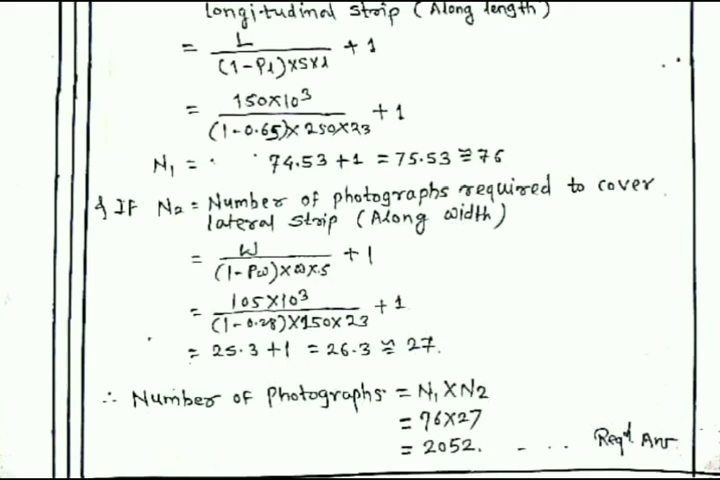 longitudinal strip (Along length)
= L / (1-Pl)×S×l + 1
= 150×10³ / (1-0.65)×250×23 + 1
N₁ = 74.53+1 = 75.53 ≅ 76
& IF N₂ = Number of photographs required to cover
lateral strip (Along width)
= W / (1-Pw)×w×s + 1
= 105×10³ / (1-0.28)×150×23 + 1
= 25.3+1 = 26.3 ≅ 27.
∴ Number of Photographs = N₁×N₂
= 76×27
= 2052. - .. Reqd Ans